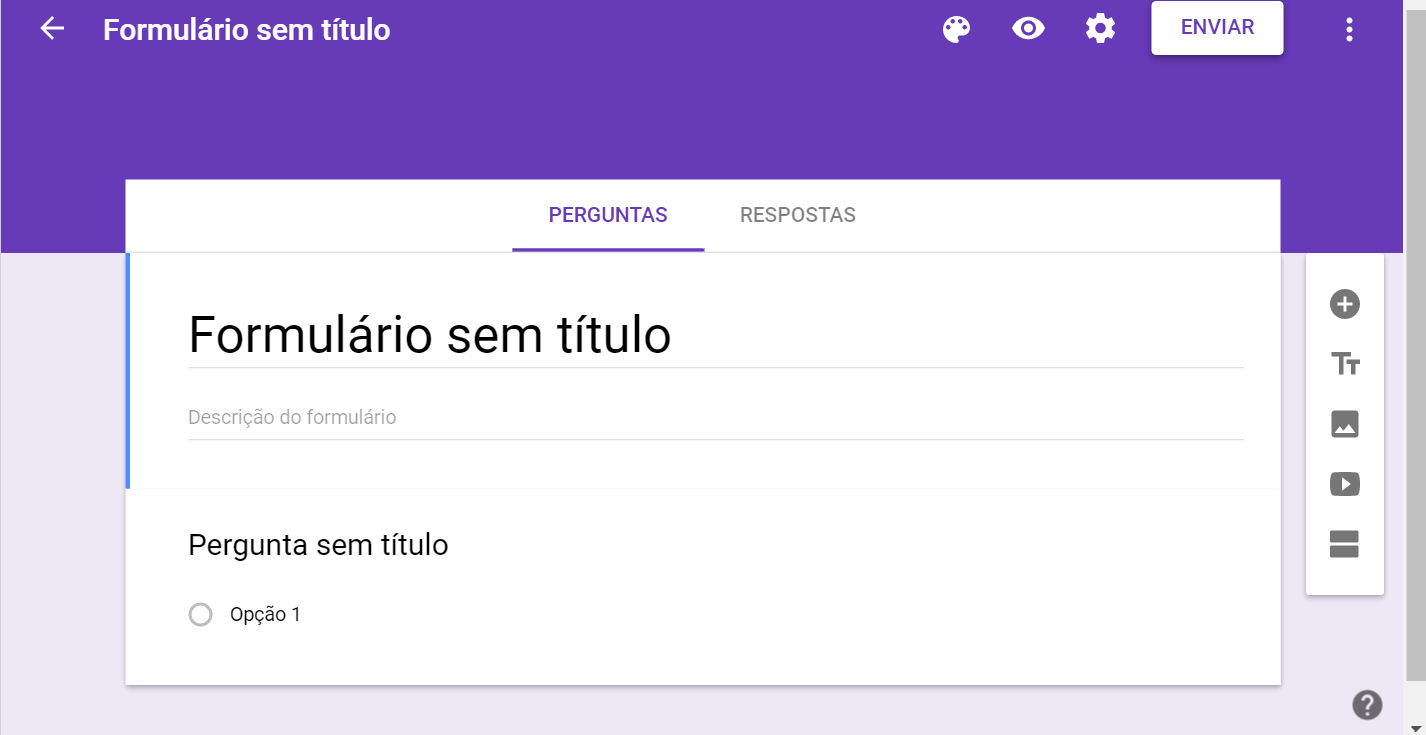 Formulário sem título
ENVIAR
PERGUNTAS RESPOSTAS
Formulário sem título
Descrição do formulário
Pergunta sem título
Opção 1